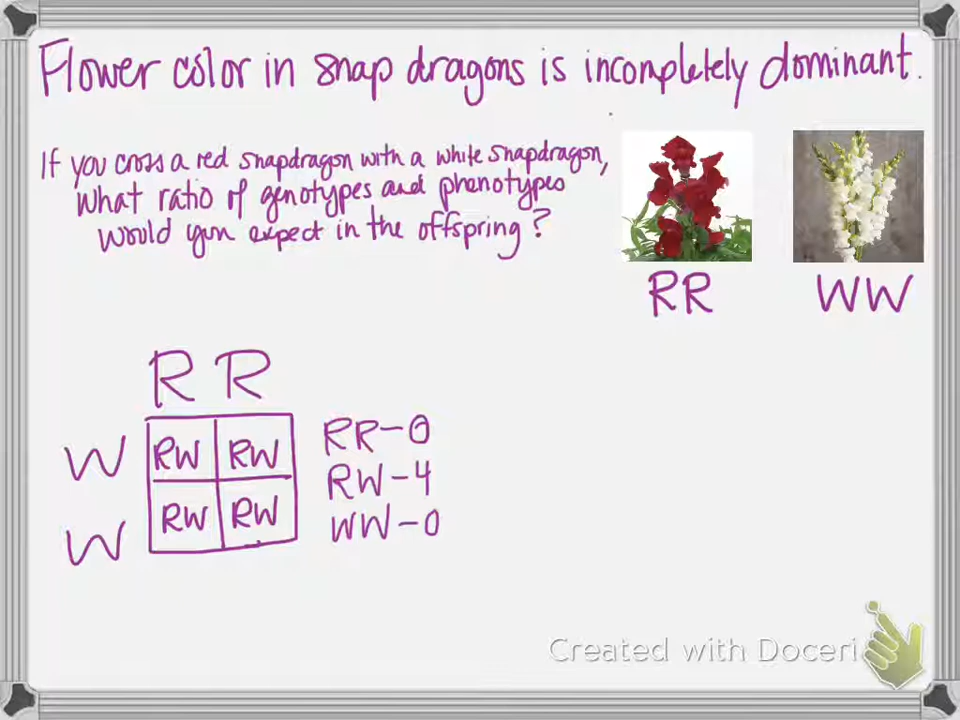 Flower color in snap dragons is incompletely dominant.
If you cross a red snapdragon with a white snapdragon,
what ratio of genotypes and phenotypes
would you expect in the offspring?
RR WW
R R
W RW RW
W RW RW
RR-0
RW-4
WW-0
Created with Doceri